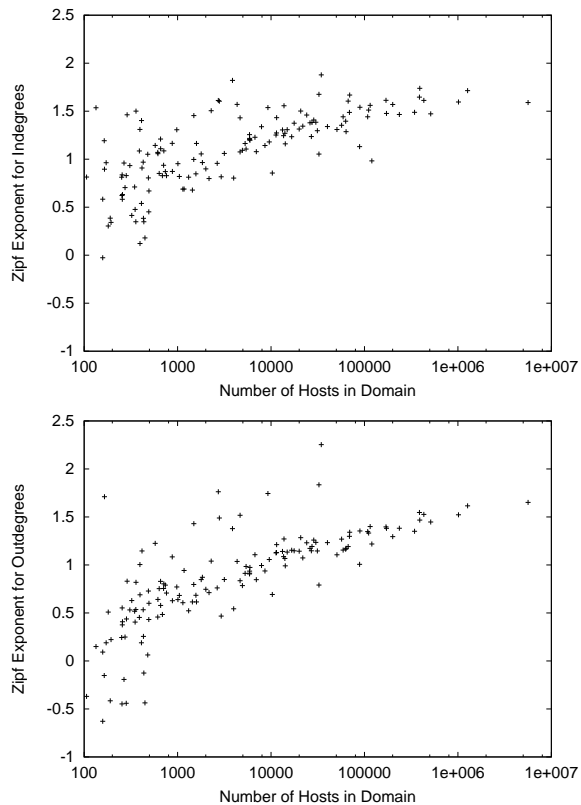 2.5
2
1.5
1
0.5
0
-0.5
-1
Zipf Exponent for Indegrees
100 1000 10000 100000 1e+006 1e+007
Number of Hosts in Domain
2.5
2
1.5
1
0.5
0
-0.5
-1
Zipf Exponent for Outdegrees
100 1000 10000 100000 1e+006 1e+007
Number of Hosts in Domain